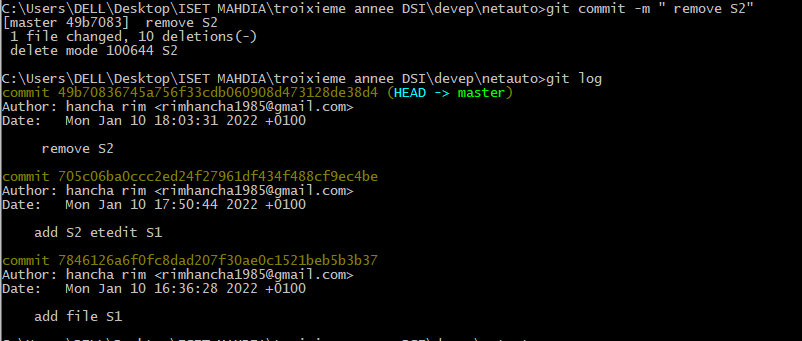 C:\Users\DELL\Desktop\ISET MAHDIA\troixieme annee DSI\devep\netauto>git commit -m " remove S2"
[master 49b7083]  remove S2
 1 file changed, 10 deletions(-)
 delete mode 100644 S2
C:\Users\DELL\Desktop\ISET MAHDIA\troixieme annee DSI\devep\netauto>git log
commit 49b70836745a756f33cdb060908d473128de38d4 (HEAD -> master)
Author: hancha rim <rimhancha1985@gmail.com>
Date:   Mon Jan 10 18:03:31 2022 +0100
     remove S2
commit 705c06ba0ccc2ed24f27961df434f488cf9ec4be
Author: hancha rim <rimhancha1985@gmail.com>
Date:   Mon Jan 10 17:50:44 2022 +0100
    add S2 etedit S1
commit 7846126a6f0fc8dad207f30ae0c1521beb5b3b37
Author: hancha rim <rimhancha1985@gmail.com>
Date:   Mon Jan 10 16:36:28 2022 +0100
    add file S1